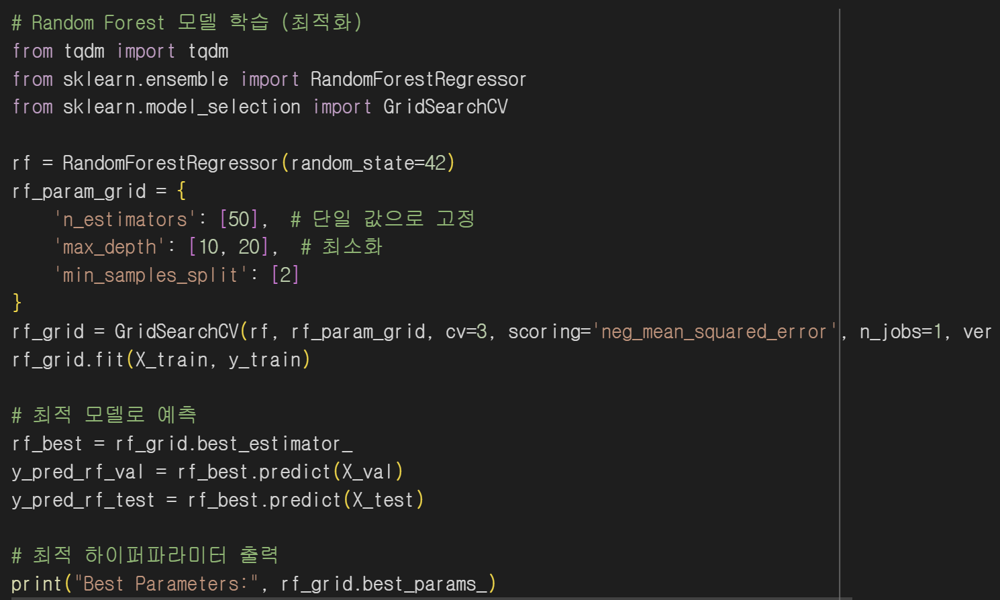 # Random Forest 모델 학습 (최적화)
from tqdm import tqdm
from sklearn.ensemble import RandomForestRegressor
from sklearn.model_selection import GridSearchCV
rf = RandomForestRegressor(random_state=42)
rf_param_grid = {
    'n_estimators': [50],  # 단일 값으로 고정
    'max_depth': [10, 20],  # 최소화
    'min_samples_split': [2]
}
rf_grid = GridSearchCV(rf, rf_param_grid, cv=3, scoring='neg_mean_squared_error', n_jobs=1, ver
rf_grid.fit(X_train, y_train)
# 최적 모델로 예측
rf_best = rf_grid.best_estimator_
y_pred_rf_val = rf_best.predict(X_val)
y_pred_rf_test = rf_best.predict(X_test)
# 최적 하이퍼파라미터 출력
print("Best Parameters:", rf_grid.best_params_)